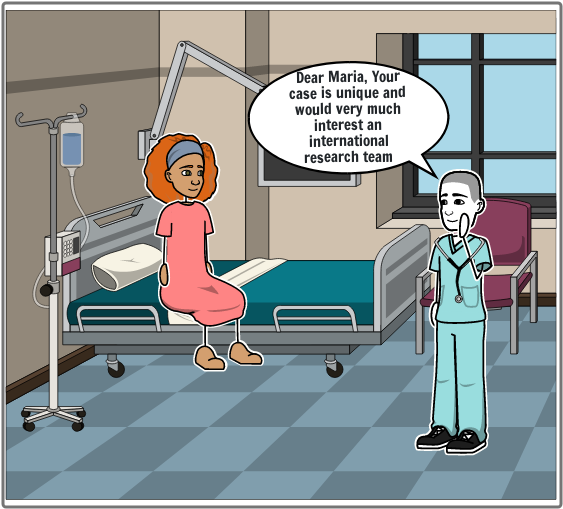 Dear Maria, Your
case is unique and
would very much
interest an
international
research team